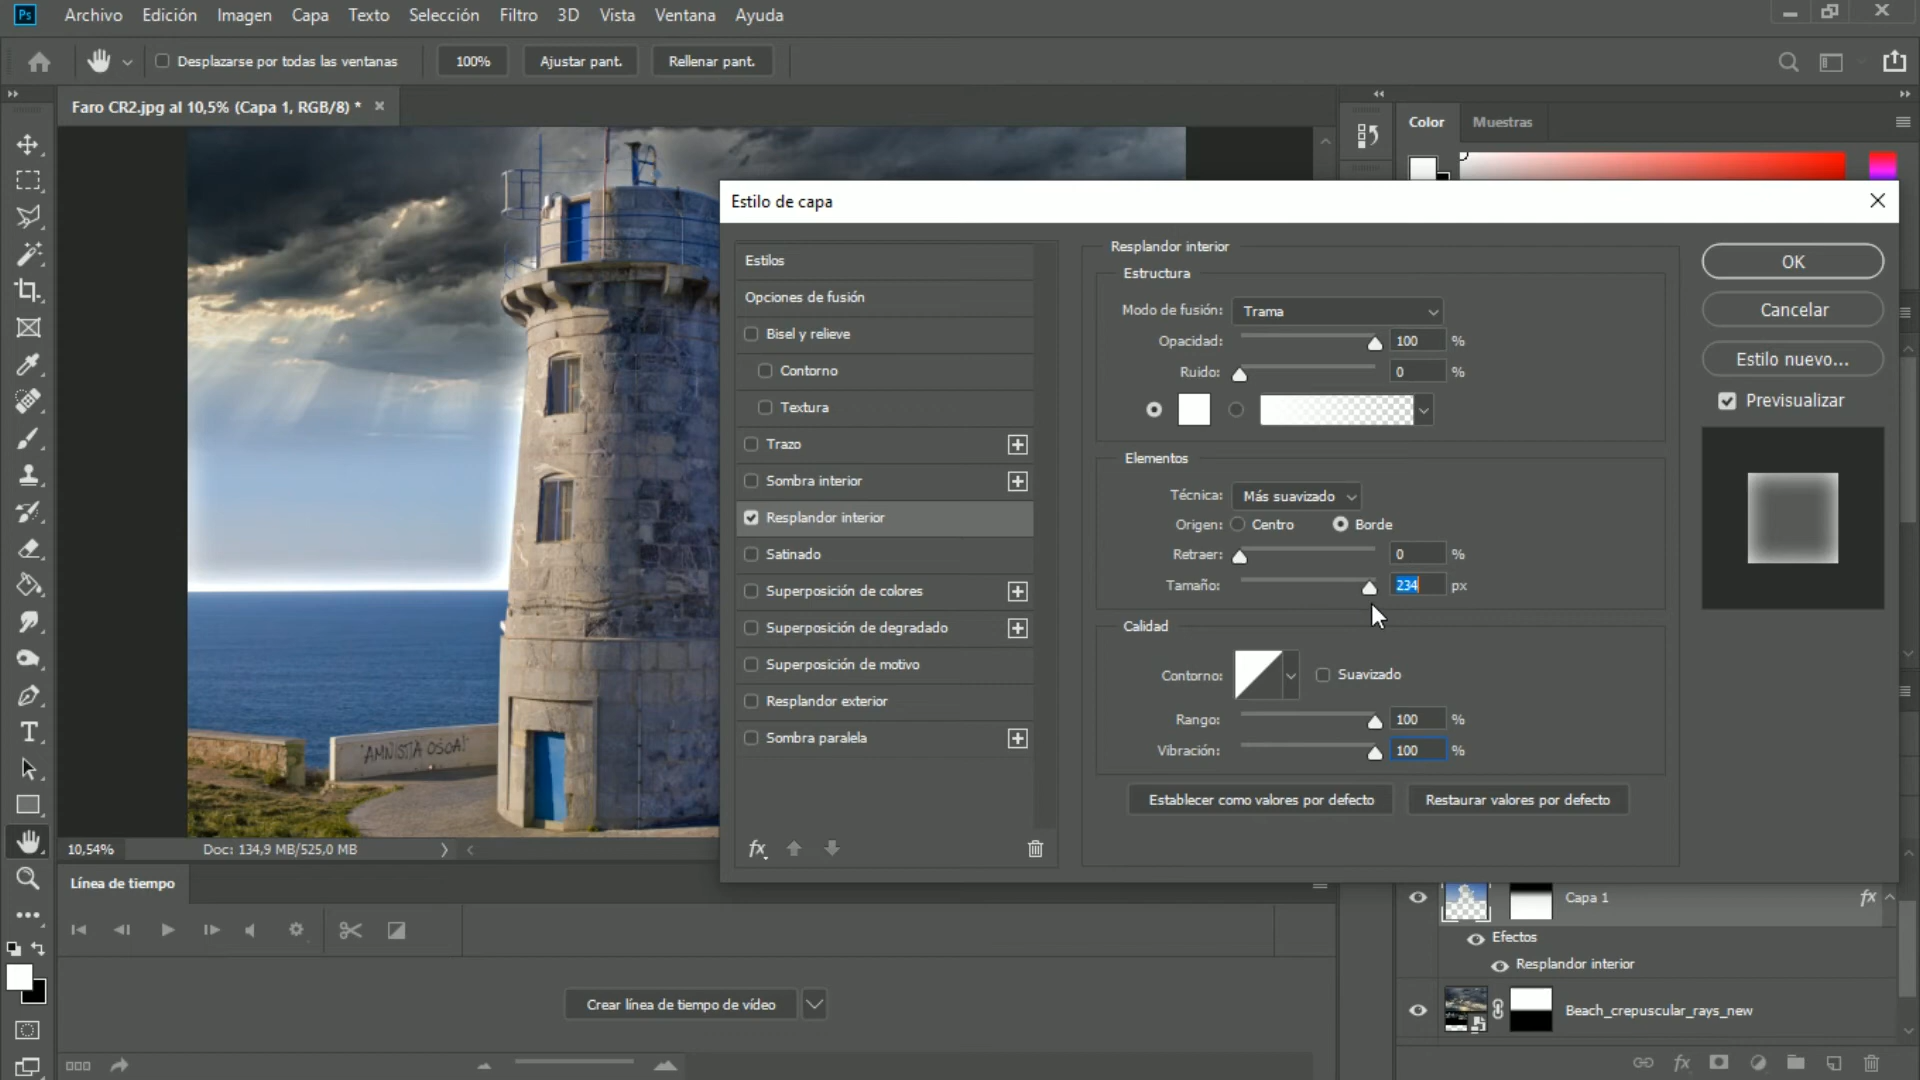 Ps Archivo Edición Imagen Capa Texto Selección Filtro 3D Vista Ventana Ayuda
Desplazarse por todas las ventanas 100% Ajustar pant. Rellenar pant.
Faro CR2.jpg al 10,5% (Capa 1, RGB/8) *
Color Muestras
Estilo de capa
Estilos
Opciones de fusión
Bisel y relieve
Contorno
Textura
Trazo
Sombra interior
Resplandor interior
Satinado
Superposición de colores
Superposición de degradado
Superposición de motivo
Resplandor exterior
Sombra paralela
fx
Resplandor interior
Estructura
Modo de fusión: Trama
Opacidad: 100 %
Ruido: 0 %
Elementos
Técnica: Más suavizado
Origen: Centro Borde
Retraer: 0 %
Tamaño: 234 px
Calidad
Contorno: Suavizado
Rango: 100 %
Vibración: 100 %
Establecer como valores por defecto Restaurar valores por defecto
OK
Cancelar
Estilo nuevo...
Previsualizar
"AMNISTIA OSOA!"
10,54% Doc: 134,9 MB/525,0 MB
Línea de tiempo
Crear línea de tiempo de vídeo
Capa 1 fx
Efectos
Resplandor interior
Beach_crepuscular_rays_new
fx
T